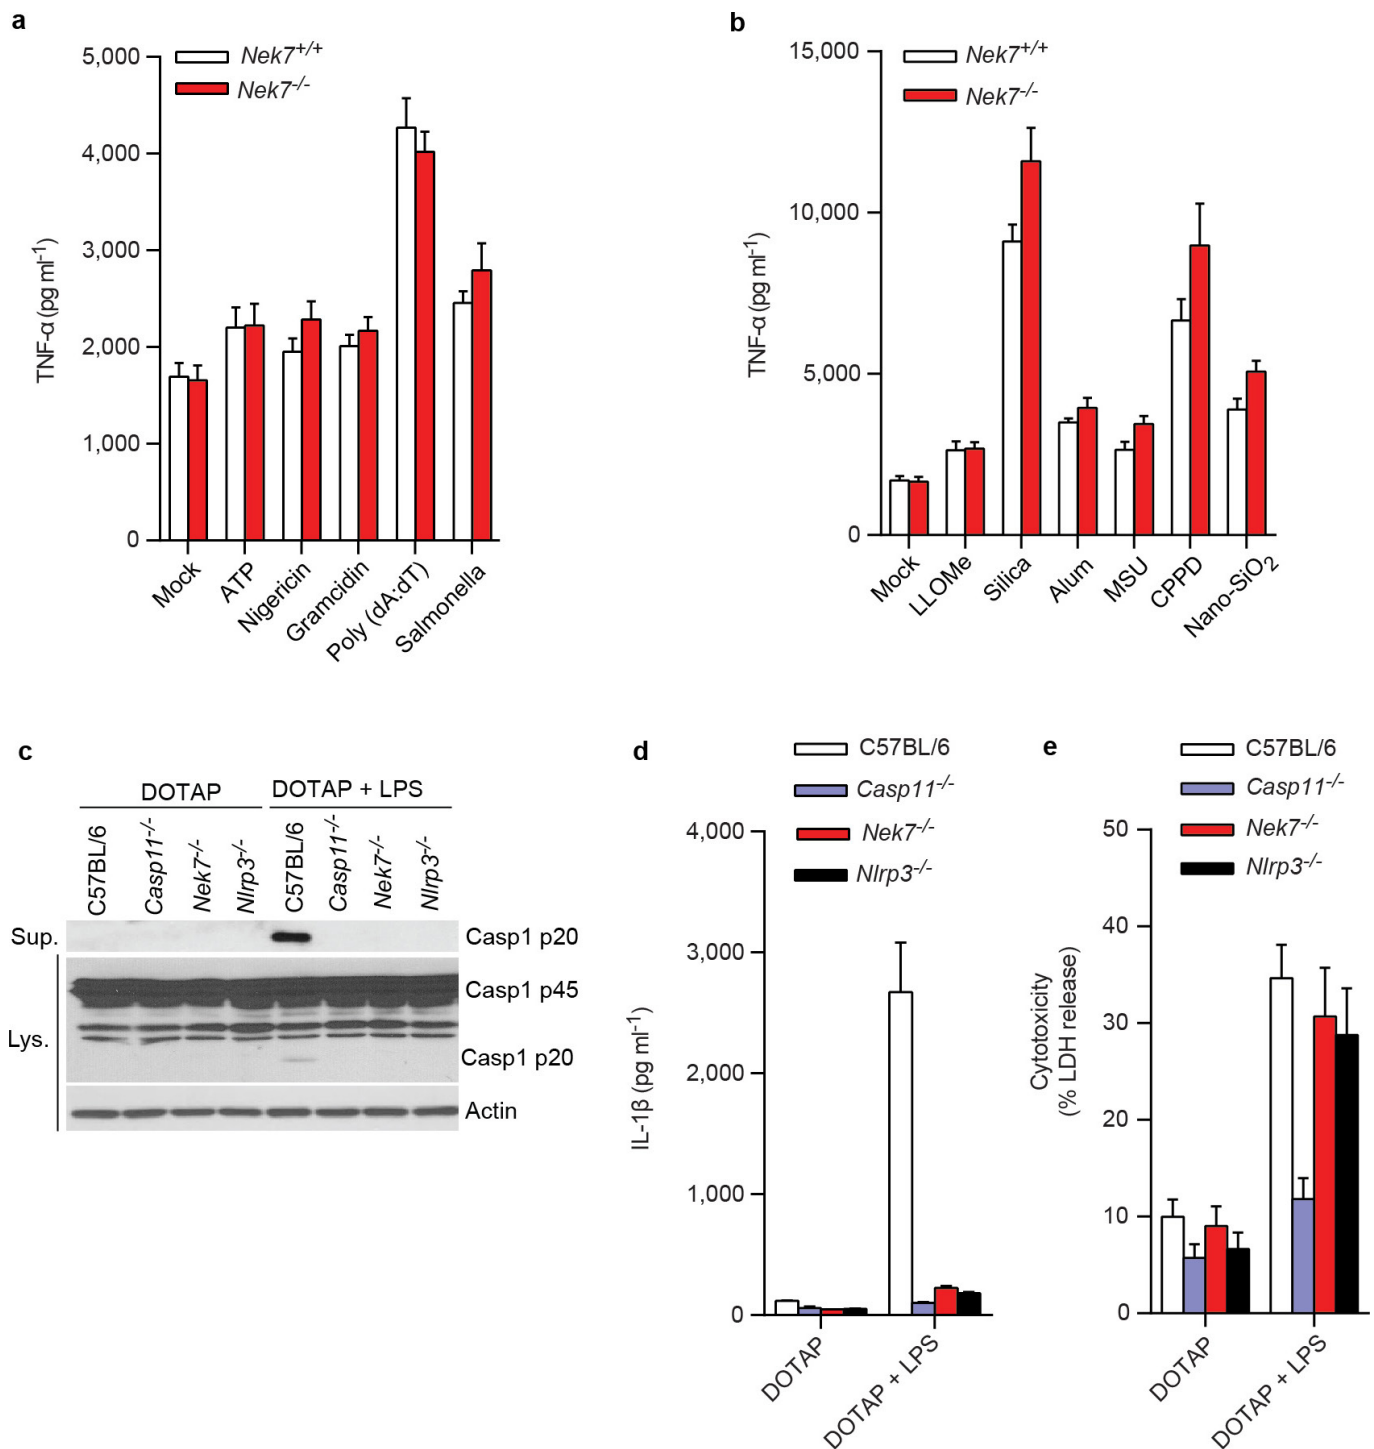 a
5,000
4,000
3,000
2,000
1,000
0
TNF-α (pg ml⁻¹)
Nek7⁺/⁺
Nek7⁻/⁻
Mock
ATP
Nigericin
Gramcidin
Poly (dA:dT)
Salmonella
b
15,000
10,000
5,000
0
TNF-α (pg ml⁻¹)
Nek7⁺/⁺
Nek7⁻/⁻
Mock
LLOMe
Silica
Alum
MSU
CPPD
Nano-SiO₂
c
DOTAP
DOTAP + LPS
C57BL/6
Casp11⁻/⁻
Nek7⁻/⁻
Nlrp3⁻/⁻
C57BL/6
Casp11⁻/⁻
Nek7⁻/⁻
Nlrp3⁻/⁻
Sup.
Casp1 p20
Lys.
Casp1 p45
Casp1 p20
Actin
d
C57BL/6
Casp11⁻/⁻
Nek7⁻/⁻
Nlrp3⁻/⁻
4,000
3,000
2,000
1,000
0
IL-1β (pg ml⁻¹)
DOTAP
DOTAP + LPS
e
C57BL/6
Casp11⁻/⁻
Nek7⁻/⁻
Nlrp3⁻/⁻
50
40
30
20
10
0
Cytotoxicity
(% LDH release)
DOTAP
DOTAP + LPS